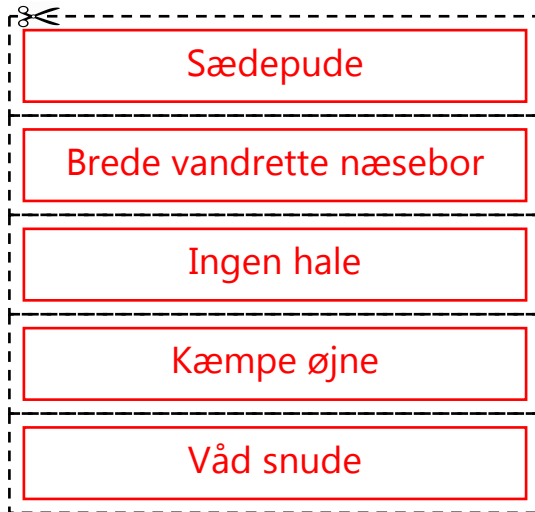 Sædepude
Brede vandrette næsebor
Ingen hale
Kæmpe øjne
Våd snude